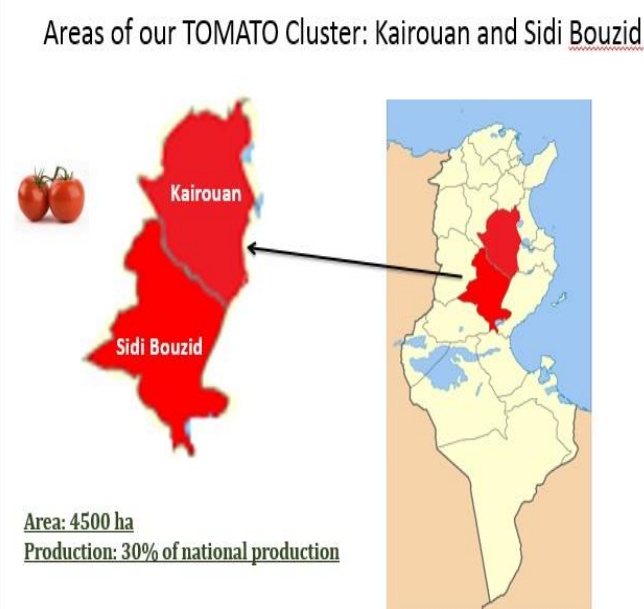 Areas of our TOMATO Cluster: Kairouan and Sidi Bouzid
Kairouan
Sidi Bouzid
Area: 4500 ha
Production: 30% of national production